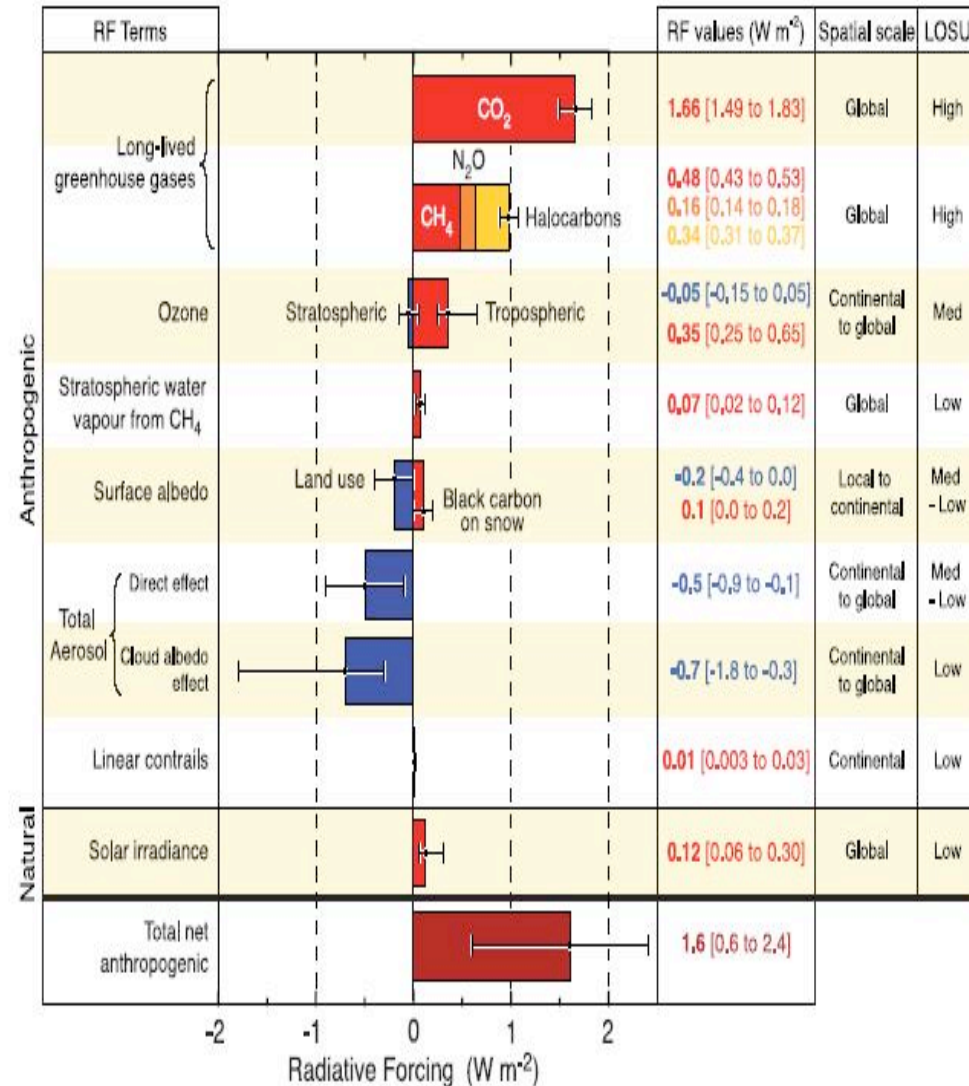 RF Terms
RF values (W m⁻²)
Spatial scale
LOSU
Anthropogenic
Long-lived
greenhouse gases
CO₂
1.66 [1.49 to 1.83]
Global
High
N₂O
CH₄
Halocarbons
0.48 [0.43 to 0.53]
0.16 [0.14 to 0.18]
0.34 [0.31 to 0.37]
Global
High
Ozone
Stratospheric
Tropospheric
-0.05 [-0.15 to 0.05]
0.35 [0.25 to 0.65]
Continental
to global
Med
Stratospheric water
vapour from CH₄
0.07 [0.02 to 0.12]
Global
Low
Surface albedo
Land use
Black carbon
on snow
-0.2 [-0.4 to 0.0]
0.1 [0.0 to 0.2]
Local to
continental
Med
- Low
Total
Aerosol
Direct effect
-0.5 [-0.9 to -0.1]
Continental
to global
Med
- Low
Cloud albedo
effect
-0.7 [-1.8 to -0.3]
Continental
to global
Low
Linear contrails
0.01 [0.003 to 0.03]
Continental
Low
Natural
Solar irradiance
0.12 [0.06 to 0.30]
Global
Low
Total net
anthropogenic
1.6 [0.6 to 2.4]
-2 -1 0 1 2
Radiative Forcing (W m⁻²)